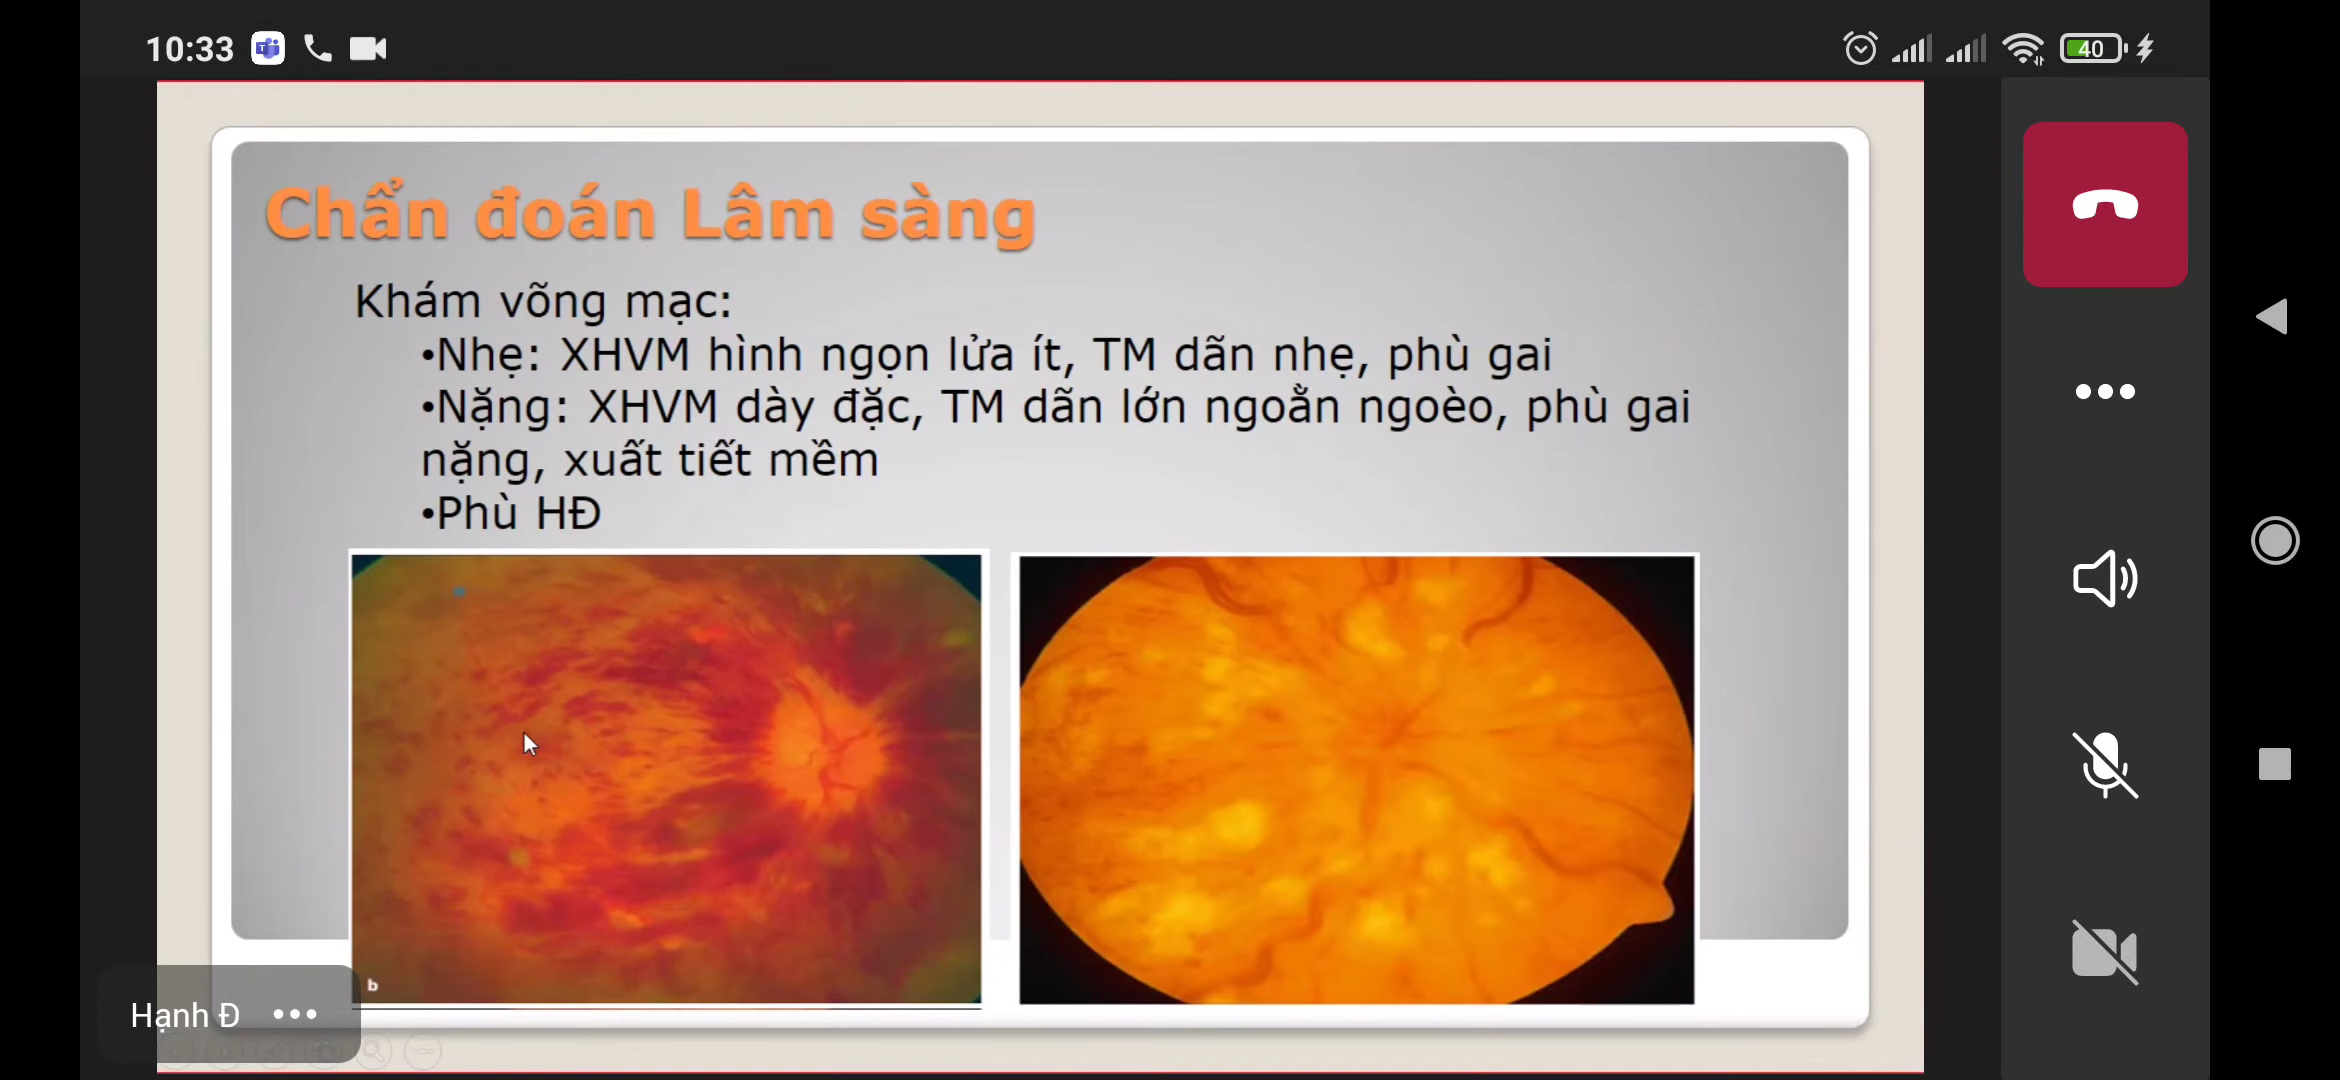 10:33
40
Chẩn đoán Lâm sàng
Khám võng mạc:
•Nhẹ: XHVM hình ngọn lửa ít, TM dãn nhẹ, phù gai
•Nặng: XHVM dày đặc, TM dãn lớn ngoằn ngoèo, phù gai
nặng, xuất tiết mềm
•Phù HĐ
b
Hạnh Đ